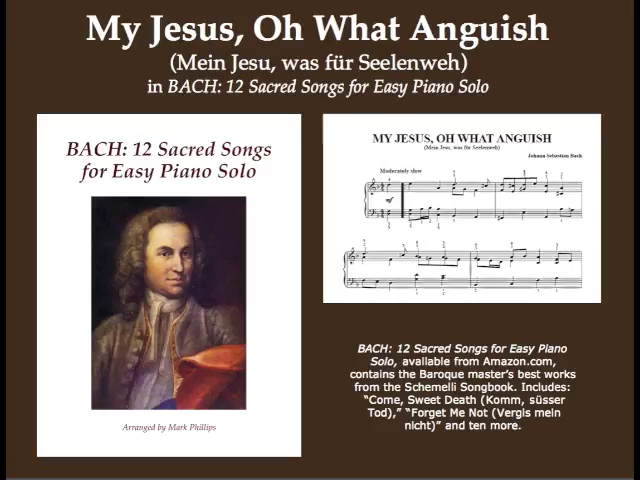 My Jesus, Oh What Anguish
(Mein Jesu, was für Seelenweh)
in BACH: 12 Sacred Songs for Easy Piano Solo
BACH: 12 Sacred Songs
for Easy Piano Solo
Arranged by Mark Phillips
MY JESUS, OH WHAT ANGUISH
(Mein Jesu, was für Seelenweh)
Johann Sebastian Bach
Moderately slow
mf
BACH: 12 Sacred Songs for Easy Piano
Solo, available from Amazon.com,
contains the Baroque master's best works
from the Schemelli Songbook. Includes:
“Come, Sweet Death (Komm, süsser
Tod),” “Forget Me Not (Vergis mein
nicht)” and ten more.